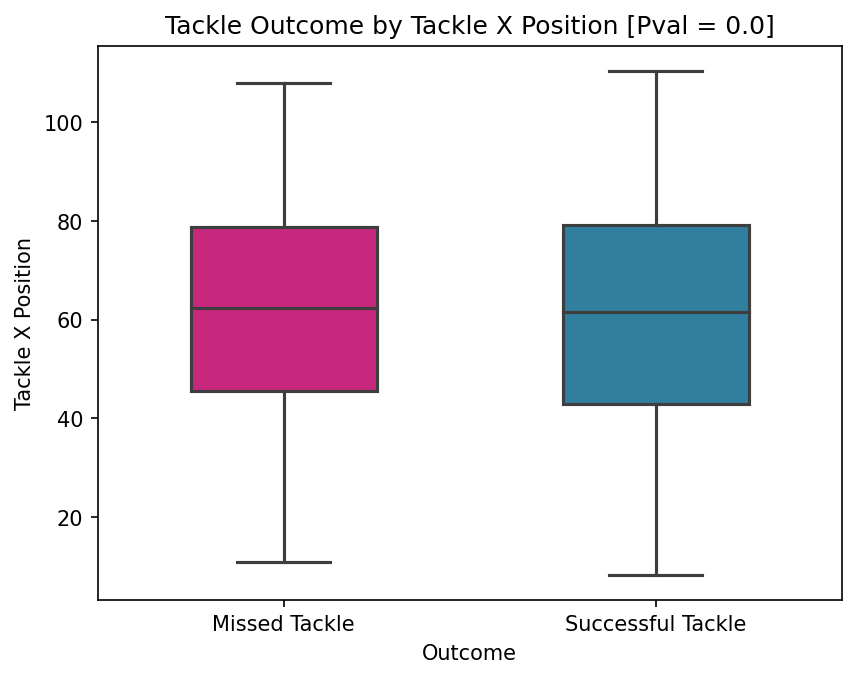 Tackle Outcome by Tackle X Position [Pval = 0.0]
100
80
60
40
20
Tackle X Position
Missed Tackle
Successful Tackle
Outcome